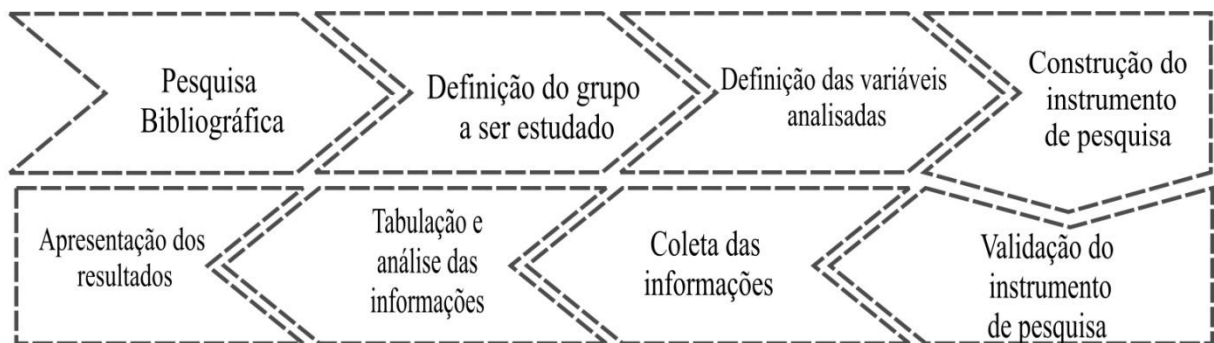 Pesquisa
Bibliográfica
Definição do grupo
a ser estudado
Definição das variáveis
analisadas
Construção do
instrumento
de pesquisa
Validação do
instrumento
de pesquisa
Coleta das
informações
Tabulação e
análise das
informações
Apresentação dos
resultados